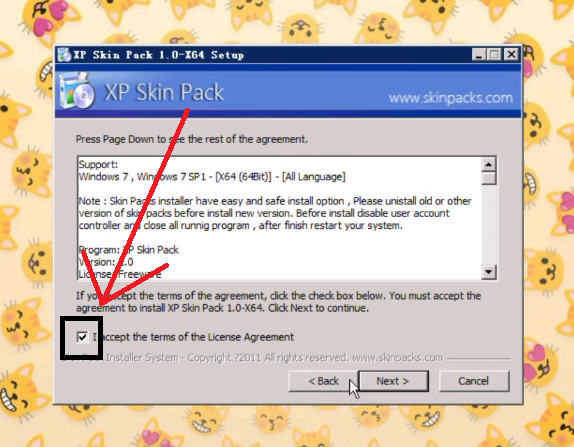 XP Skin Pack 1.0-X64 Setup
XP Skin Pack
www.skinpacks.com
Press Page Down to see the rest of the agreement.
Support:
Windows 7 , Windows 7 SP1 - [X64 (64Bit)] - [All Language]
Note : Skin Packs installer have easy and safe install option , Please unistall old or other
version of skin packs before install new version. Before install disable user account
controller and close all runnig program , after finish restart your system.
Program: XP Skin Pack
Version: 1.0
License: Freeware
If you accept the terms of the agreement, click the check box below. You must accept the
agreement to install XP Skin Pack 1.0-X64. Click Next to continue.
I accept the terms of the License Agreement
Installer System - Copyright ?2011 All rights reserved. www.skinpacks.com
< Back
Next >
Cancel